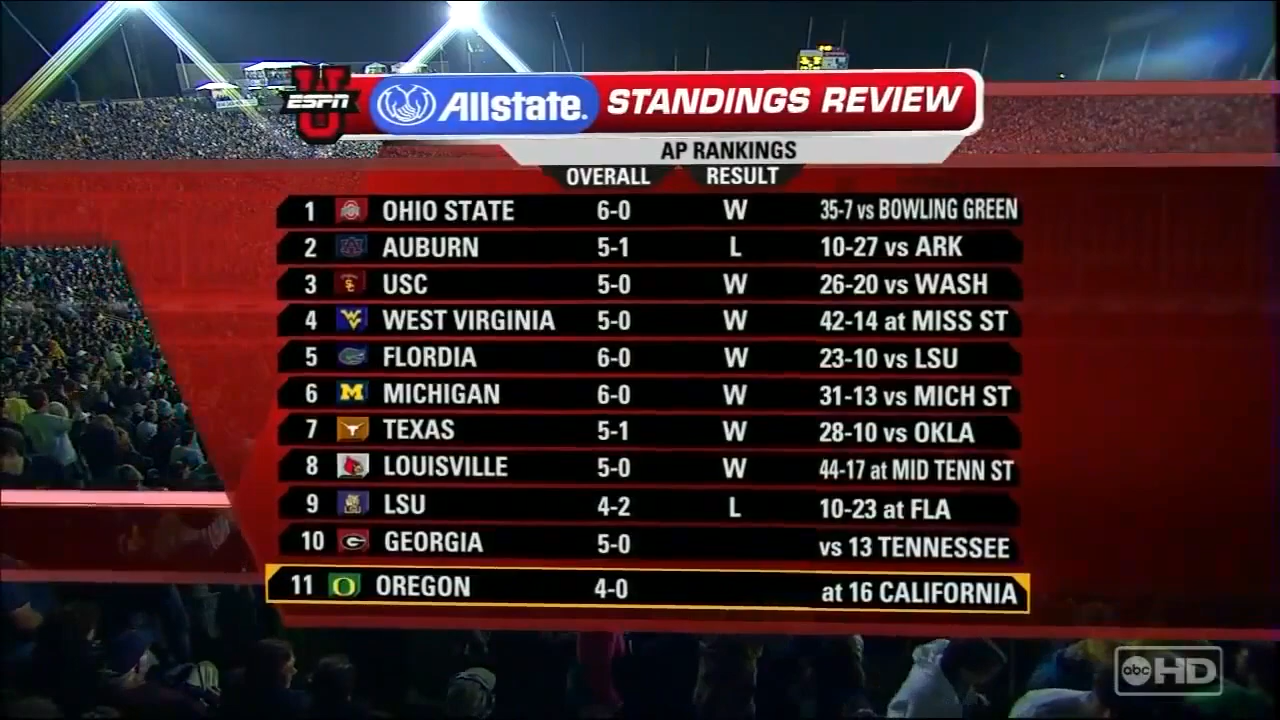 ESPN U Allstate. STANDINGS REVIEW
AP RANKINGS
OVERALL RESULT
1 OHIO STATE 6-0 W 35-7 vs BOWLING GREEN
2 AUBURN 5-1 L 10-27 vs ARK
3 USC 5-0 W 26-20 vs WASH
4 WEST VIRGINIA 5-0 W 42-14 at MISS ST
5 FLORDIA 6-0 W 23-10 vs LSU
6 M MICHIGAN 6-0 W 31-13 vs MICH ST
7 TEXAS 5-1 W 28-10 vs OKLA
8 LOUISVILLE 5-0 W 44-17 at MID TENN ST
9 LSU 4-2 L 10-23 at FLA
10 G GEORGIA 5-0 vs 13 TENNESSEE
11 O OREGON 4-0 at 16 CALIFORNIA
abc HD